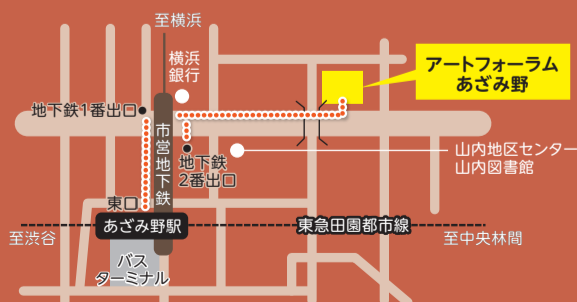 至横浜
横浜
銀行
アートフォーラム
あざみ野
地下鉄1番出口
市営地下鉄
地下鉄
2番出口
山内地区センター
山内図書館
東口
あざみ野駅
東急田園都市線
至渋谷
至中央林間
バス
ターミナル